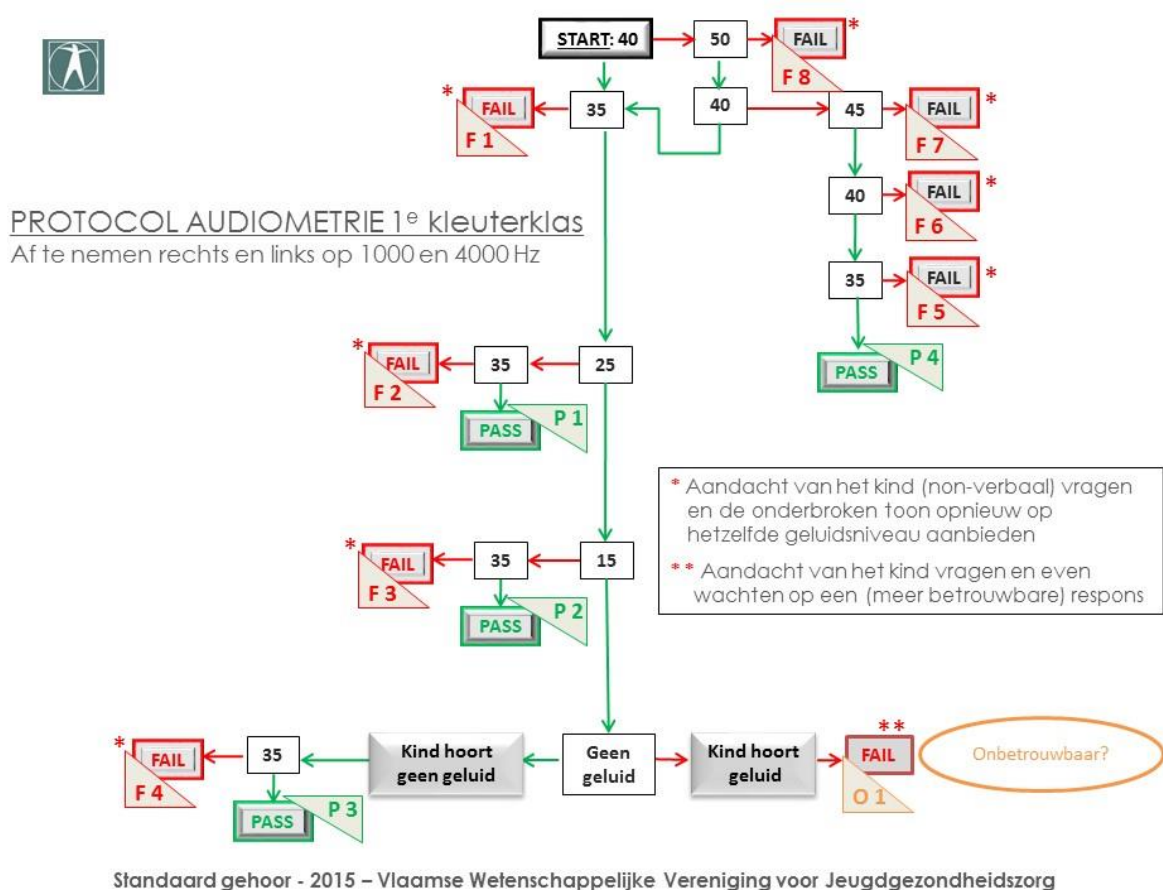 START: 40
50
FAIL
*
F 8
*
FAIL
F 1
35
40
45
FAIL
*
F 7
40
FAIL
*
F 6
PROTOCOL AUDIOMETRIE 1e kleuterklas
Af te nemen rechts en links op 1000 en 4000 Hz
35
FAIL
*
F 5
*
FAIL
F 2
35
25
PASS
P 4
PASS
P 1
* Aandacht van het kind (non-verbaal) vragen
en de onderbroken toon opnieuw op
hetzelfde geluidsniveau aanbieden
** Aandacht van het kind vragen en even
wachten op een (meer betrouwbare) respons
*
FAIL
F 3
35
15
PASS
P 2
*
FAIL
F 4
35
Kind hoort
geen geluid
Geen
geluid
Kind hoort
geluid
**
FAIL
O 1
Onbetrouwbaar?
PASS
P 3
Standaard gehoor - 2015 – Vlaamse Wetenschappelijke Vereniging voor Jeugdgezondheidszorg